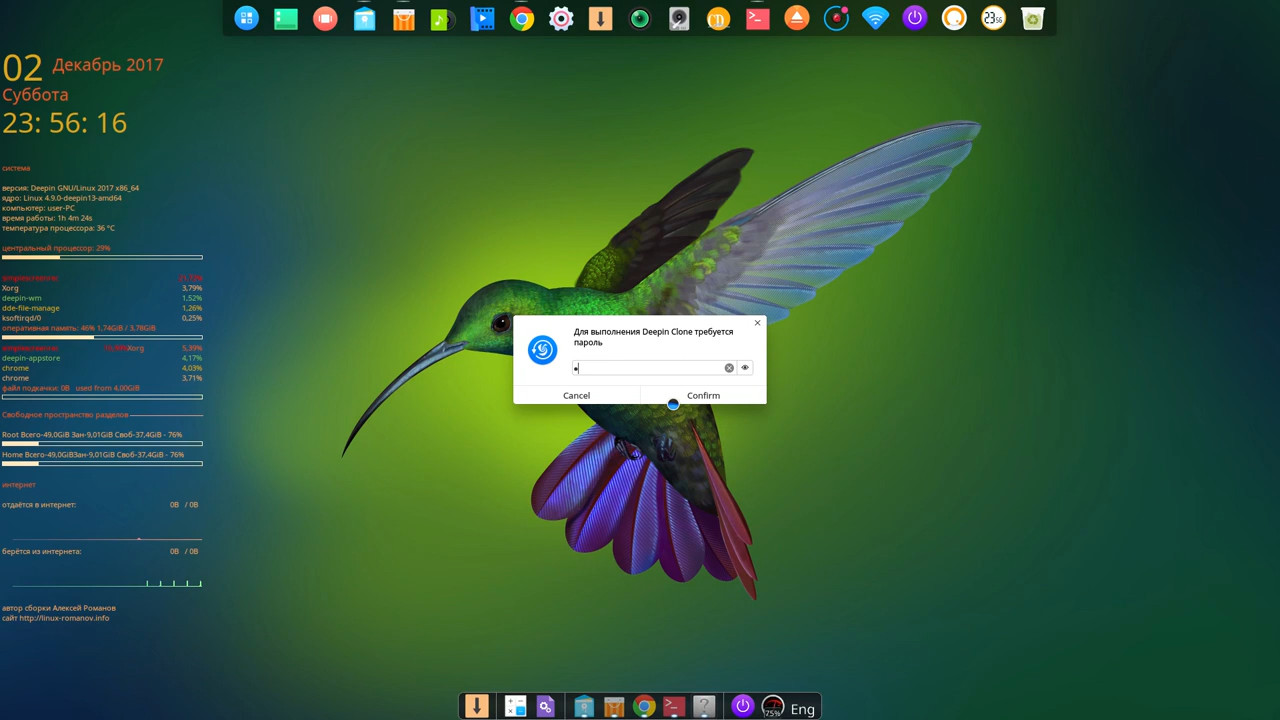 02 Декабрь 2017
Суббота
23: 56: 16
система
версия: Deepin GNU/Linux 2017 x86_64
ядро: Linux 4.9.0-deepin13-amd64
компьютер: user-PC
время работы: 1h 4m 24s
температура процессора: 36 °C
центральный процессор: 29%
Xorg 3,79%
deepin-wm 1,52%
dde-file-manage 1,26%
ksoftirqd/0 0,25%
оперативная память: 46% 1,74GiB / 3,78GiB
Xorg 5,39%
deepin-appstore 4,17%
chrome 4,03%
chrome 3,71%
файл подкачки: 0B used from 4,00GiB
Свободное пространство разделов
Root Всего-49,0GiB Зан-9,01GiB Своб-37,4GiB - 76%
Home Всего-49,0GiBЗан-9,01GiB Своб-37,4GiB - 76%
интернет
отдаётся в интернет: 0B / 0B
берётся из интернета: 0B / 0B
автор сборки Алексей Романов
сайт http://linux-romanov.info
Для выполнения Deepin Clone требуется
пароль
Cancel Confirm
23 56
75% Eng